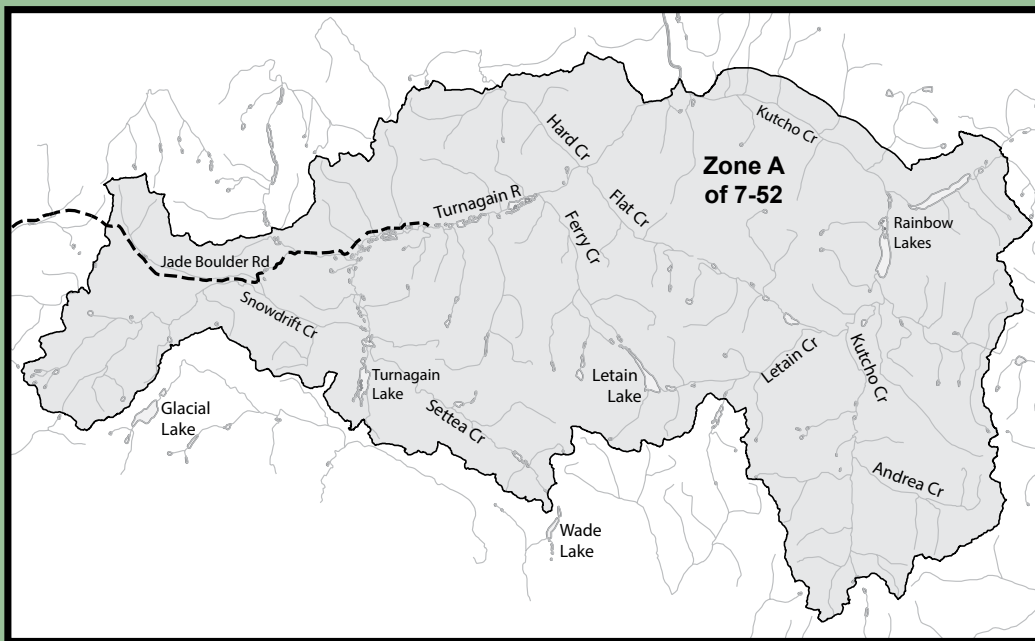 Kutcho Cr
Hard Cr
Zone A
of 7-52
Turnagain R
Flat Cr
Ferry Cr
Rainbow
Lakes
Jade Boulder Rd
Snowdrift Cr
Letain Cr
Kutcho Cr
Turnagain
Lake
Letain
Lake
Settea Cr
Glacial
Lake
Andrea Cr
Wade
Lake